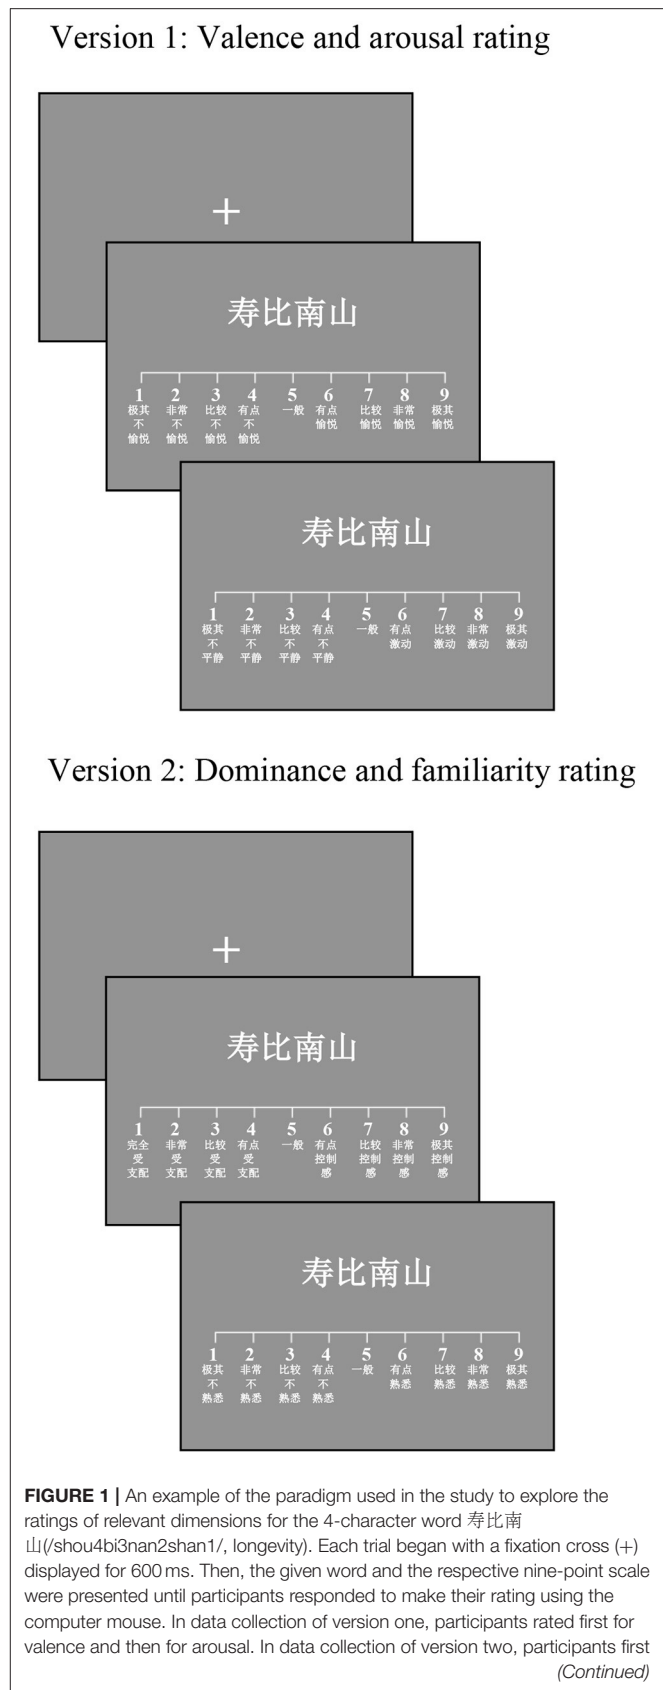 Version 1: Valence and arousal rating
+
寿比南山
1 2 3 4 5 6 7 8 9
极其 非常 比较 有点 一般 有点 比较 非常 极其
不 不 不 不 愉悦 愉悦 愉悦 愉悦
愉悦 愉悦 愉悦 愉悦
寿比南山
1 2 3 4 5 6 7 8 9
极其 非常 比较 有点 一般 有点 比较 非常 极其
不 不 不 不 激动 激动 激动 激动
平静 平静 平静 平静
Version 2: Dominance and familiarity rating
+
寿比南山
1 2 3 4 5 6 7 8 9
完全 非常 比较 有点 一般 有点 比较 非常 极其
受 受 受 受 控制 控制 控制 控制
支配 支配 支配 支配 感 感 感 感
寿比南山
1 2 3 4 5 6 7 8 9
极其 非常 比较 有点 一般 有点 比较 非常 极其
不 不 不 不 熟悉 熟悉 熟悉 熟悉
熟悉 熟悉 熟悉 熟悉
FIGURE 1 | An example of the paradigm used in the study to explore the
ratings of relevant dimensions for the 4-character word 寿比南
山(/shou4bi3nan2shan1/, longevity). Each trial began with a fixation cross (+)
displayed for 600 ms. Then, the given word and the respective nine-point scale
were presented until participants responded to make their rating using the
computer mouse. In data collection of version one, participants rated first for
valence and then for arousal. In data collection of version two, participants first
(Continued)